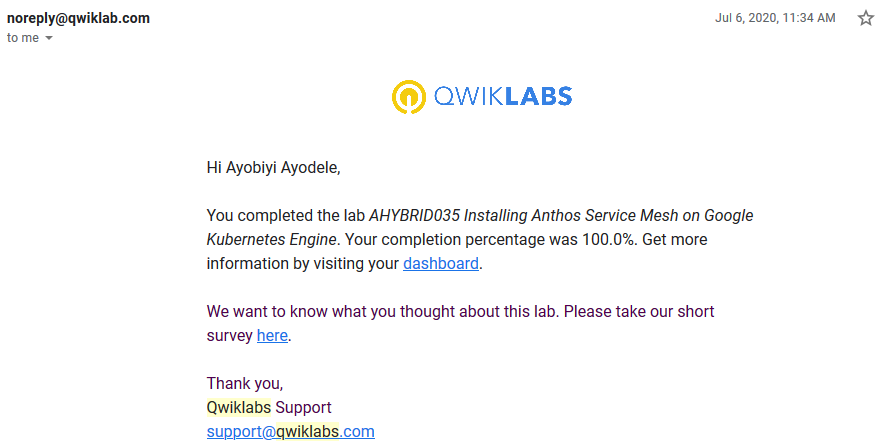 noreply@qwiklab.com
Jul 6, 2020, 11:34 AM
to me
QWIKLABS
Hi Ayobiyi Ayodele,
You completed the lab AHYBRID035 Installing Anthos Service Mesh on Google
Kubernetes Engine. Your completion percentage was 100.0%. Get more
information by visiting your dashboard.
We want to know what you thought about this lab. Please take our short
survey here.
Thank you,
Qwiklabs Support
support@qwiklabs.com